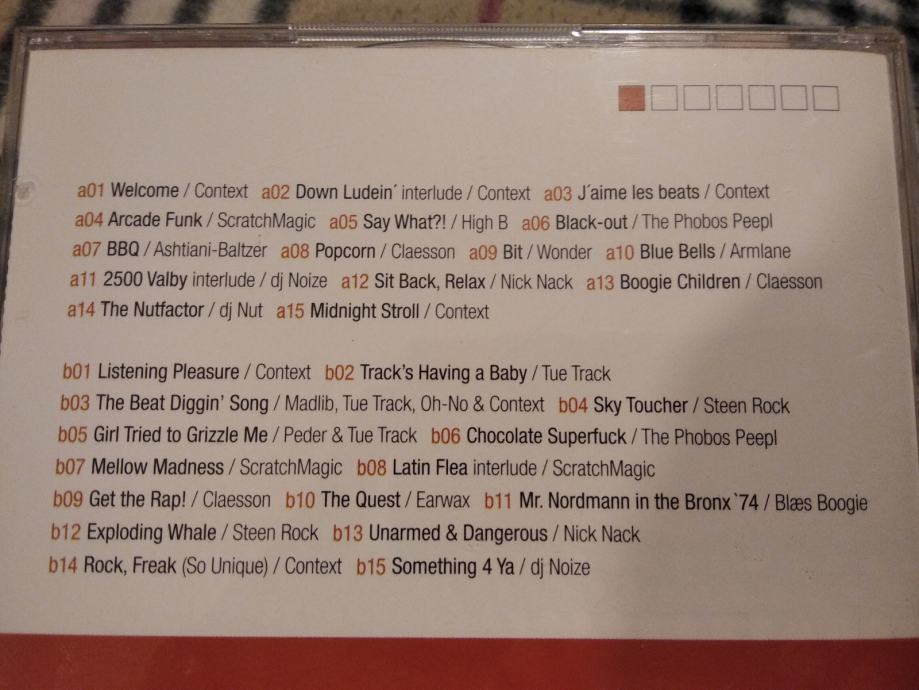 a01 Welcome / Context a02 Down Ludein´ interlude / Context a03 J´aime les beats / Context
a04 Arcade Funk / ScratchMagic a05 Say What?! / High B a06 Black-out / The Phobos Peepl
a07 BBQ / Ashtiani-Baltzer a08 Popcorn / Claesson a09 Bit / Wonder a10 Blue Bells / Armlane
a11 2500 Valby interlude / dj Noize a12 Sit Back, Relax / Nick Nack a13 Boogie Children / Claesson
a14 The Nutfactor / dj Nut a15 Midnight Stroll / Context
b01 Listening Pleasure / Context b02 Track's Having a Baby / Tue Track
b03 The Beat Diggin' Song / Madlib, Tue Track, Oh-No & Context b04 Sky Toucher / Steen Rock
b05 Girl Tried to Grizzle Me / Peder & Tue Track b06 Chocolate Superfuck / The Phobos Peepl
b07 Mellow Madness / ScratchMagic b08 Latin Flea interlude / ScratchMagic
b09 Get the Rap! / Claesson b10 The Quest / Earwax b11 Mr. Nordmann in the Bronx `74 / Blæs Boogie
b12 Exploding Whale / Steen Rock b13 Unarmed & Dangerous / Nick Nack
b14 Rock, Freak (So Unique) / Context b15 Something 4 Ya / dj Noize